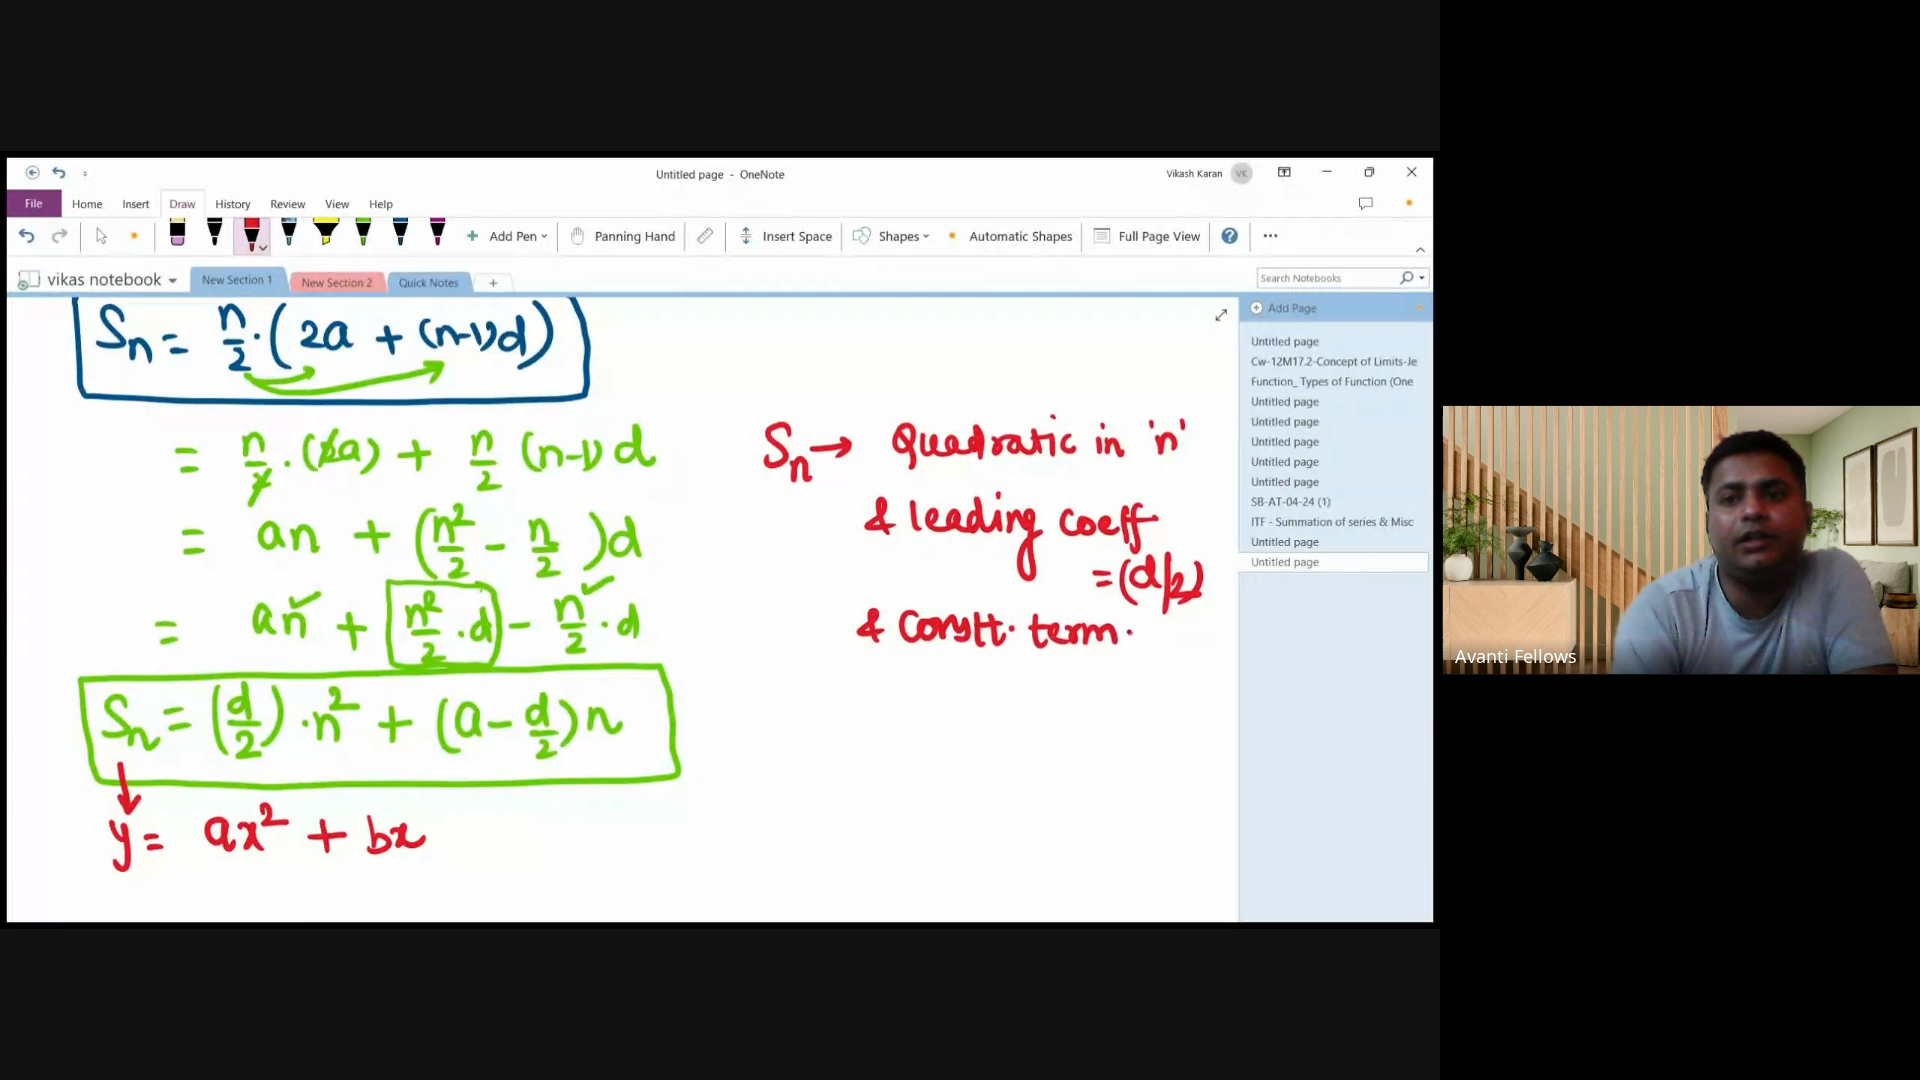 Untitled page - OneNote
Vikash Karan VK
File Home Insert Draw History Review View Help
Add Pen Panning Hand Insert Space Shapes Automatic Shapes Full Page View
vikas notebook New Section 1 New Section 2 Quick Notes +
Search Notebooks
Sₙ = n/2 · (2a + (n-1)d)
= n/2 · (2a) + n/2 (n-1) d
= an + (n²/2 - n/2) d
= an + n²/2 · d - n/2 · d
Sₙ = (d/2) · n² + (a - d/2) n
y = ax² + bx
Sₙ → Quadratic in 'n'
& leading coeff
= (d/2)
& constt. term.
Add Page
Untitled page
Cw-12M17.2-Concept of Limits-Je
Function_ Types of Function (One
Untitled page
Untitled page
Untitled page
Untitled page
Untitled page
SB-AT-04-24 (1)
ITF - Summation of series & Misc
Untitled page
Untitled page
Avanti Fellows